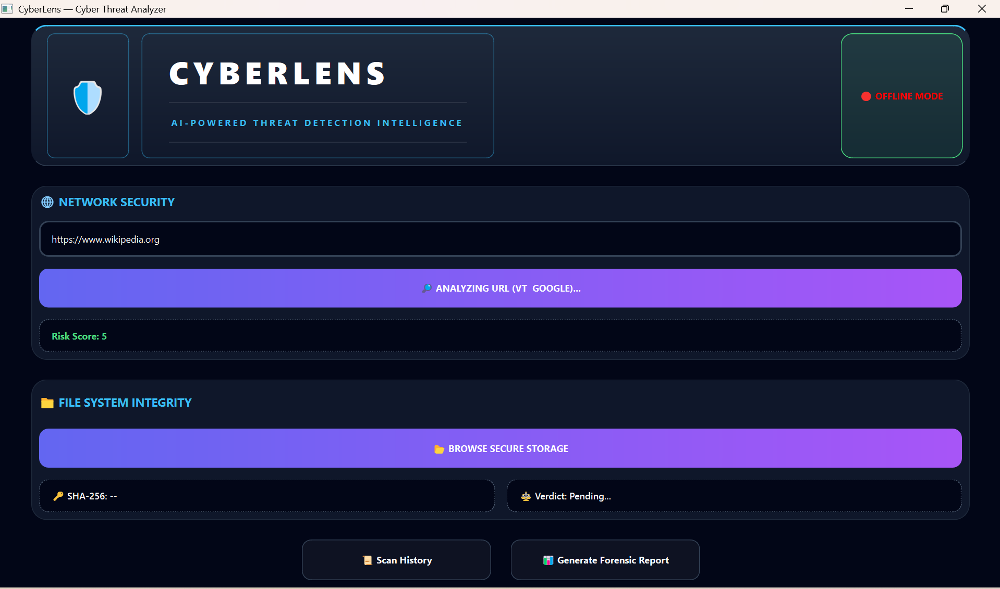 CyberLens — Cyber Threat Analyzer
CYBERLENS
AI-POWERED THREAT DETECTION INTELLIGENCE
OFFLINE MODE
NETWORK SECURITY
https://www.wikipedia.org
ANALYZING URL (VT  GOOGLE)...
Risk Score: 5
FILE SYSTEM INTEGRITY
BROWSE SECURE STORAGE
SHA-256: --
Verdict: Pending...
Scan History
Generate Forensic Report